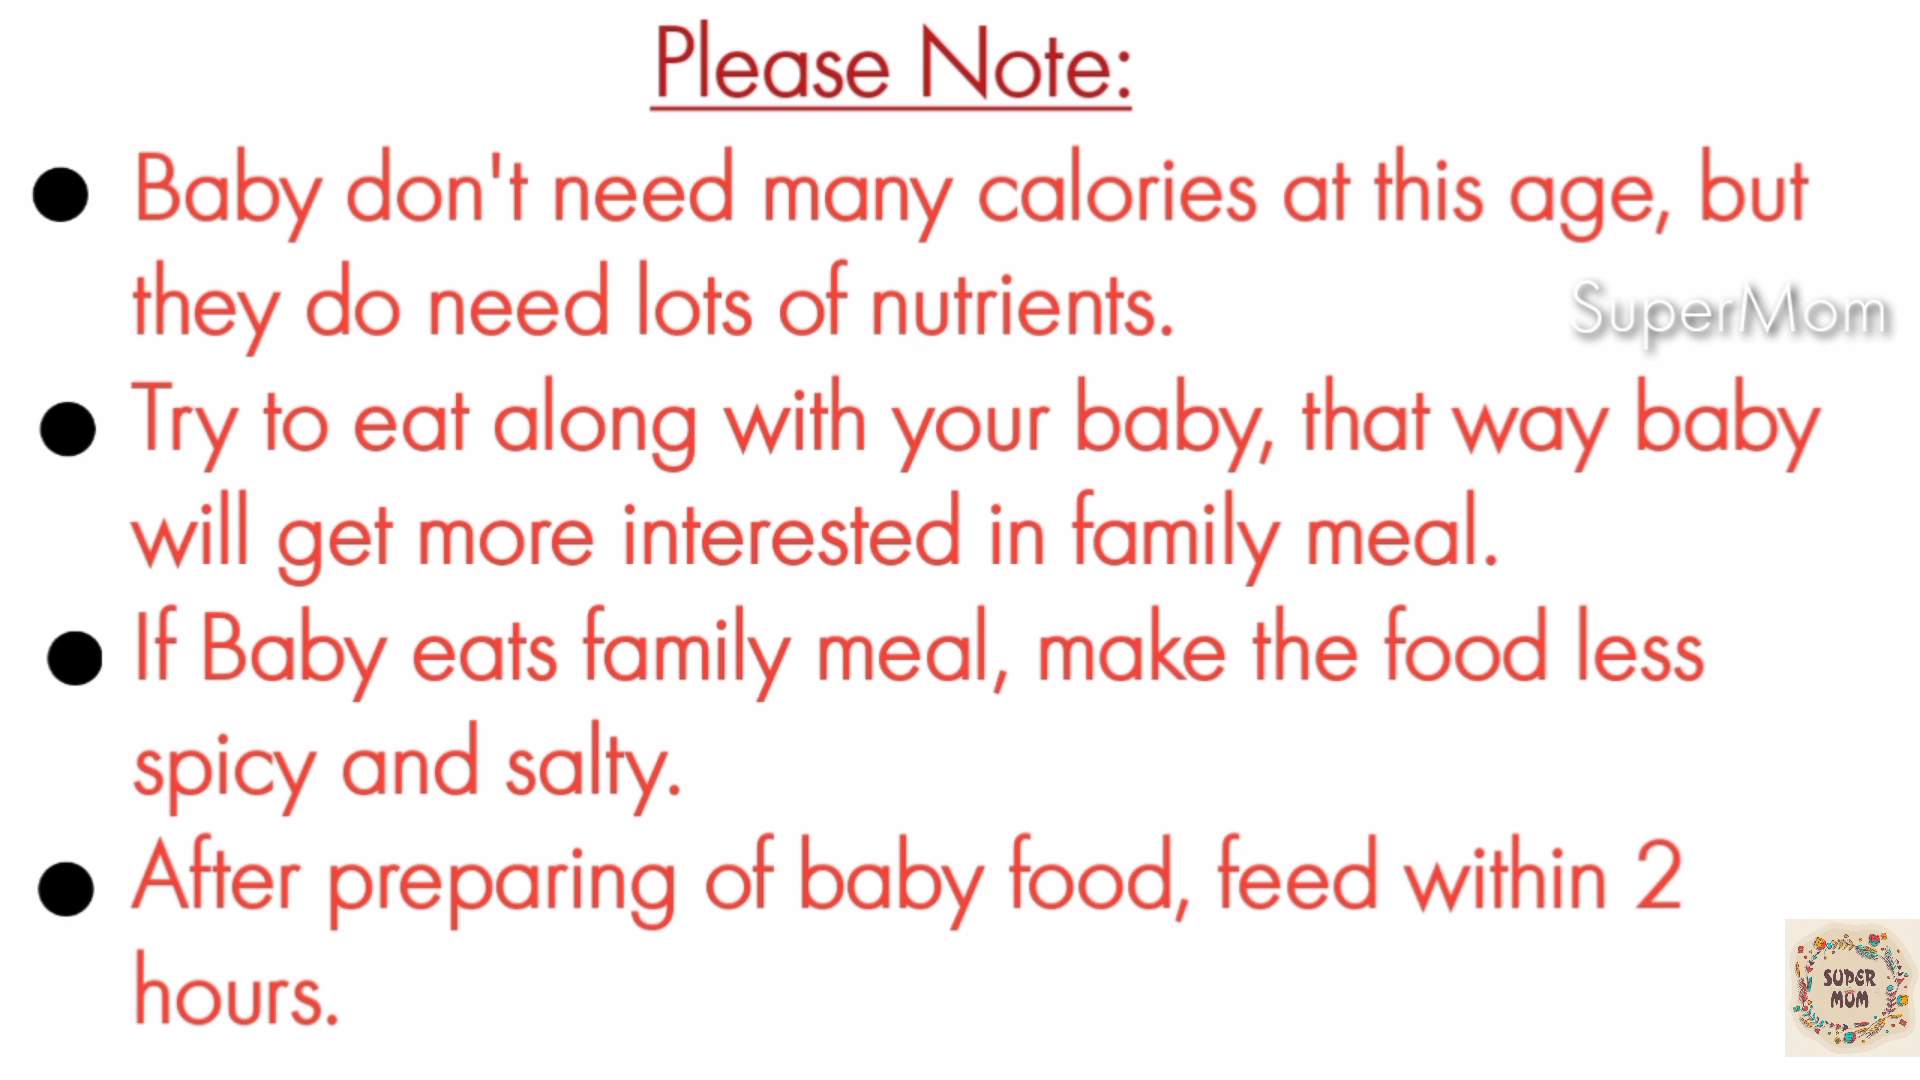 Please Note:
● Baby don't need many calories at this age, but
they do need lots of nutrients.
SuperMom
● Try to eat along with your baby, that way baby
will get more interested in family meal.
● If Baby eats family meal, make the food less
spicy and salty.
● After preparing of baby food, feed within 2
hours.
SUPER
MOM